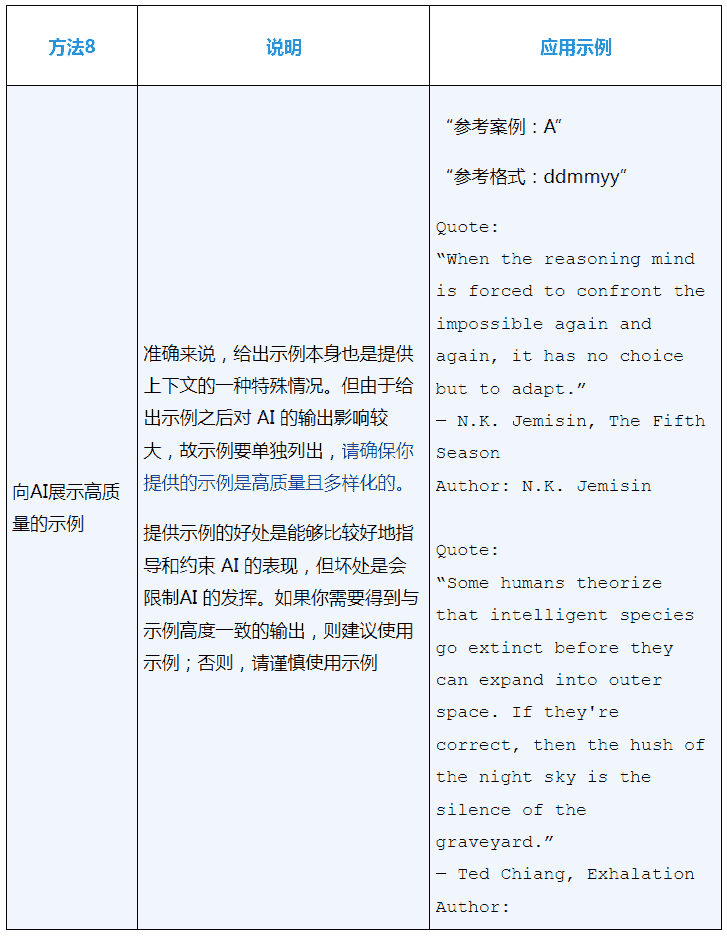 方法8
说明
应用示例
向AI展示高质
量的示例
准确来说，给出示例本身也是提供
上下文的一种特殊情况。但由于给
出示例之后对 AI 的输出影响较
大，故示例要单独列出，请确保你
提供的示例是高质量且多样化的。
提供示例的好处是能够比较好地指
导和约束 AI 的表现，但坏处是会
限制AI 的发挥。如果你需要得到与
示例高度一致的输出，则建议使用
示例；否则，请谨慎使用示例
“参考案例：A”
“参考格式：ddmmyy”
Quote:
“When the reasoning mind
is forced to confront the
impossible again and
again, it has no choice
but to adapt.”
— N.K. Jemisin, The Fifth
Season
Author: N.K. Jemisin
Quote:
“Some humans theorize
that intelligent species
go extinct before they
can expand into outer
space. If they're
correct, then the hush of
the night sky is the
silence of the
graveyard.”
— Ted Chiang, Exhalation
Author: